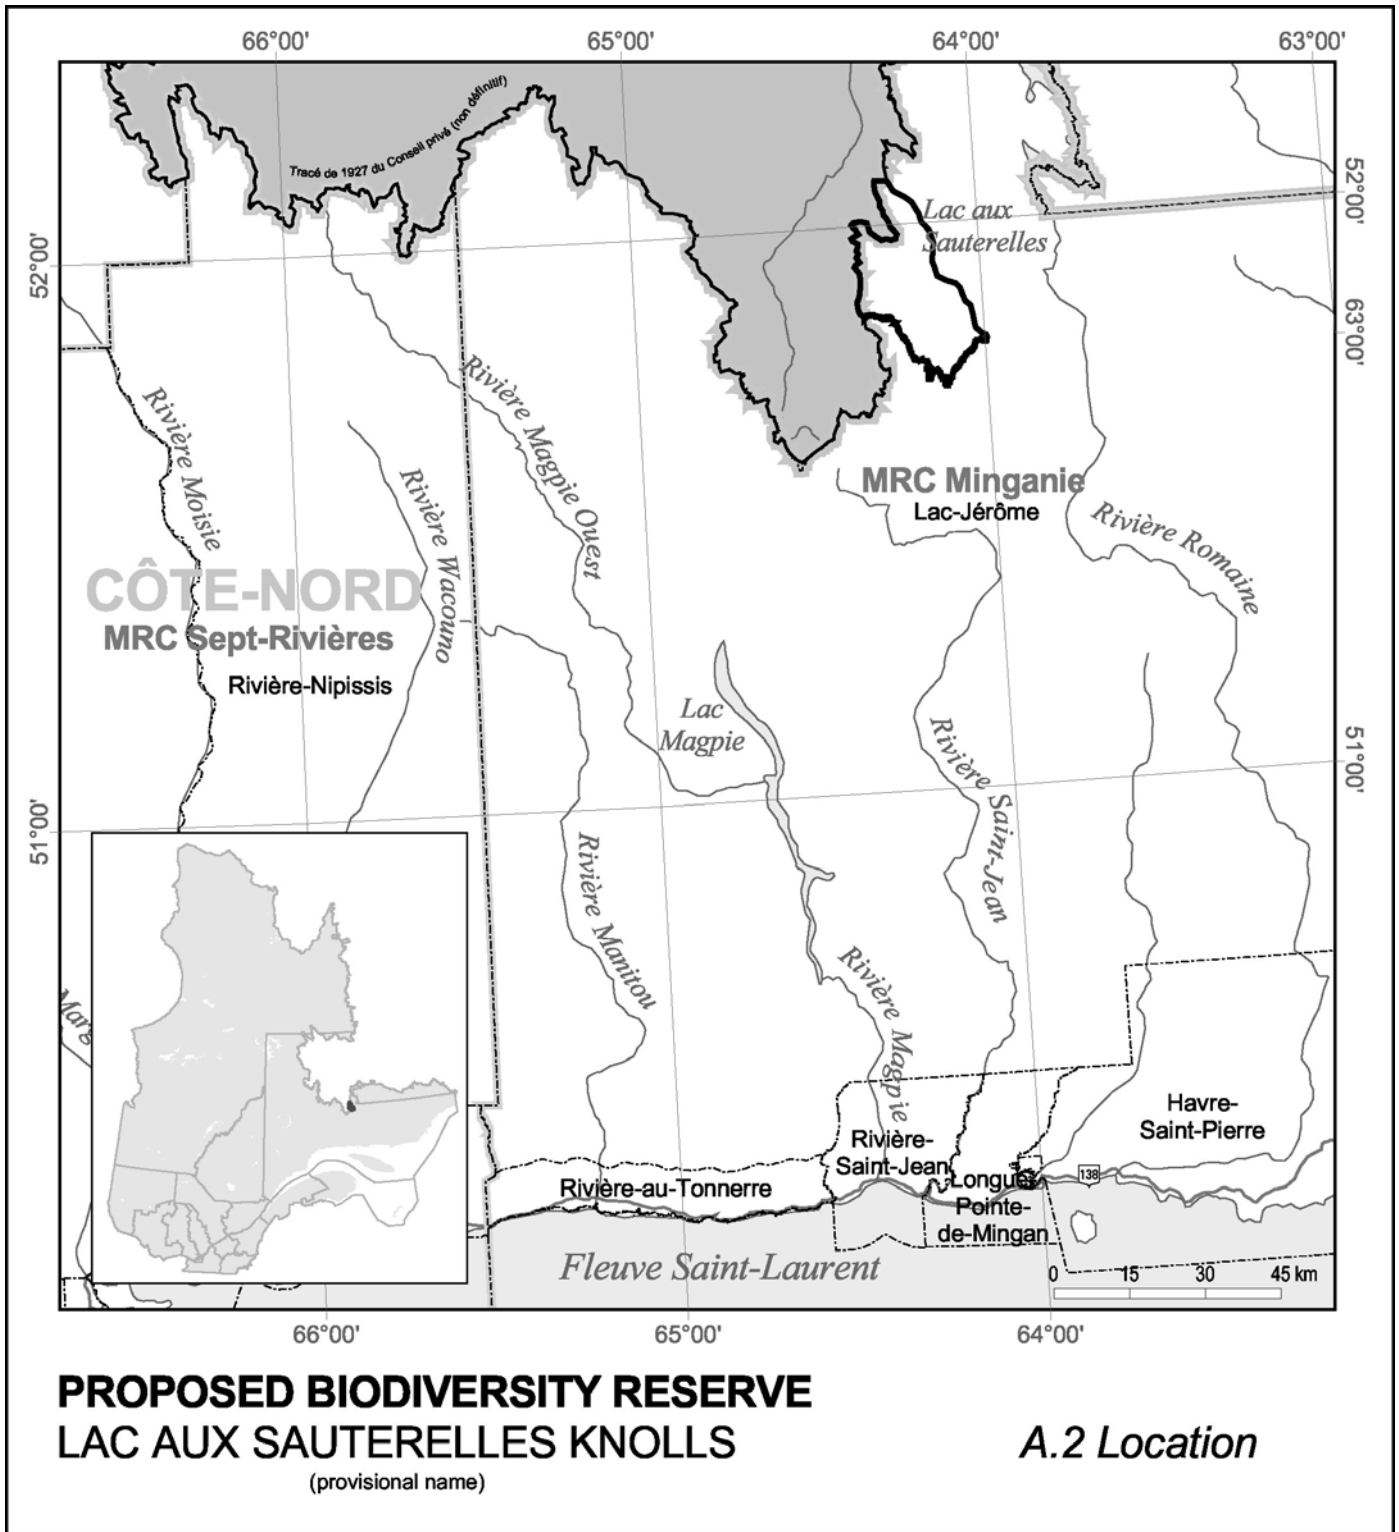 66°00'
65°00'
64°00'
63°00'
Tracé de 1927 du Conseil privé (non définitif)
52°00'
52°00'
Lac aux
Sauterelles
63°00'
Rivière Moisie
Rivière Magpie Ouest
Rivière Wacouno
MRC Minganie
Lac-Jérôme
Rivière Romaine
CÔTE-NORD
MRC Sept-Rivières
Rivière-Nipissis
Lac
Magpie
Rivière Saint-Jean
51°00'
51°00'
Rivière Manitou
Rivière Magpie
Marg
Havre-
Saint-Pierre
Rivière-
Saint-Jean
138
Longue-
Pointe-
de-Mingan
Rivière-au-Tonnerre
Fleuve Saint-Laurent
0 15 30 45 km
66°00'
65°00'
64°00'
PROPOSED BIODIVERSITY RESERVE
LAC AUX SAUTERELLES KNOLLS
(provisional name)
A.2 Location